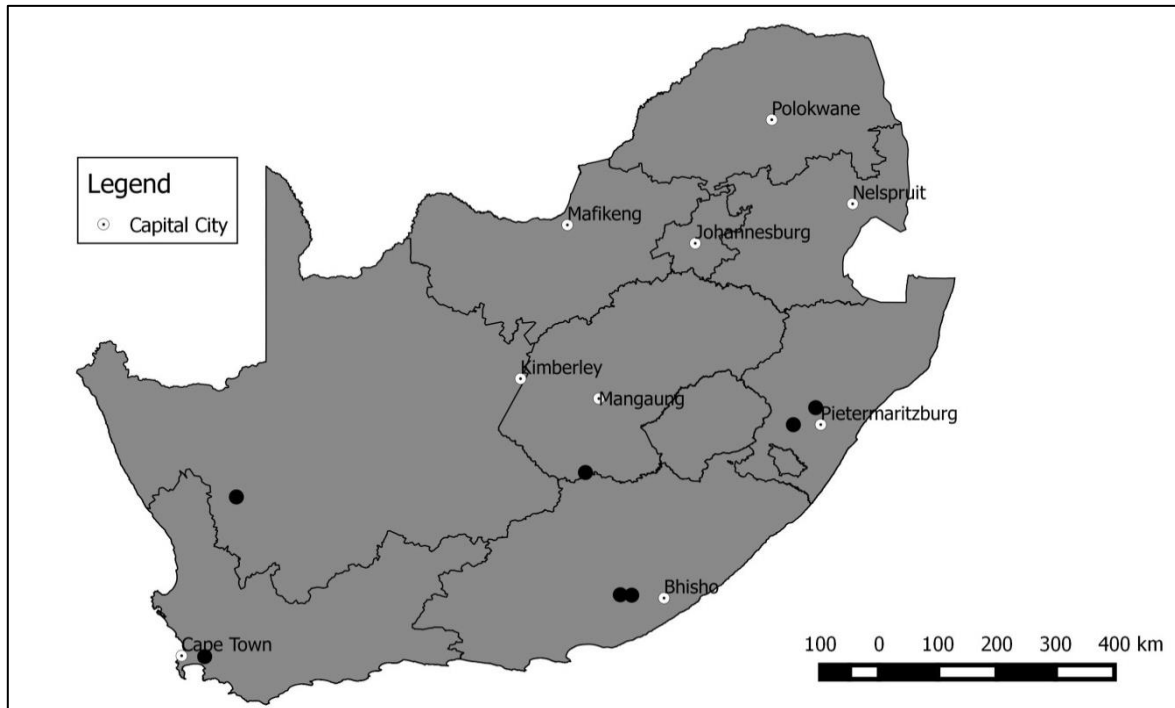 Polokwane
Legend
Capital City
Nelspruit
Mafikeng
Johannesburg
Kimberley
Mangaung
Pietermaritzburg
Bhisho
Cape Town
100 0 100 200 300 400 km